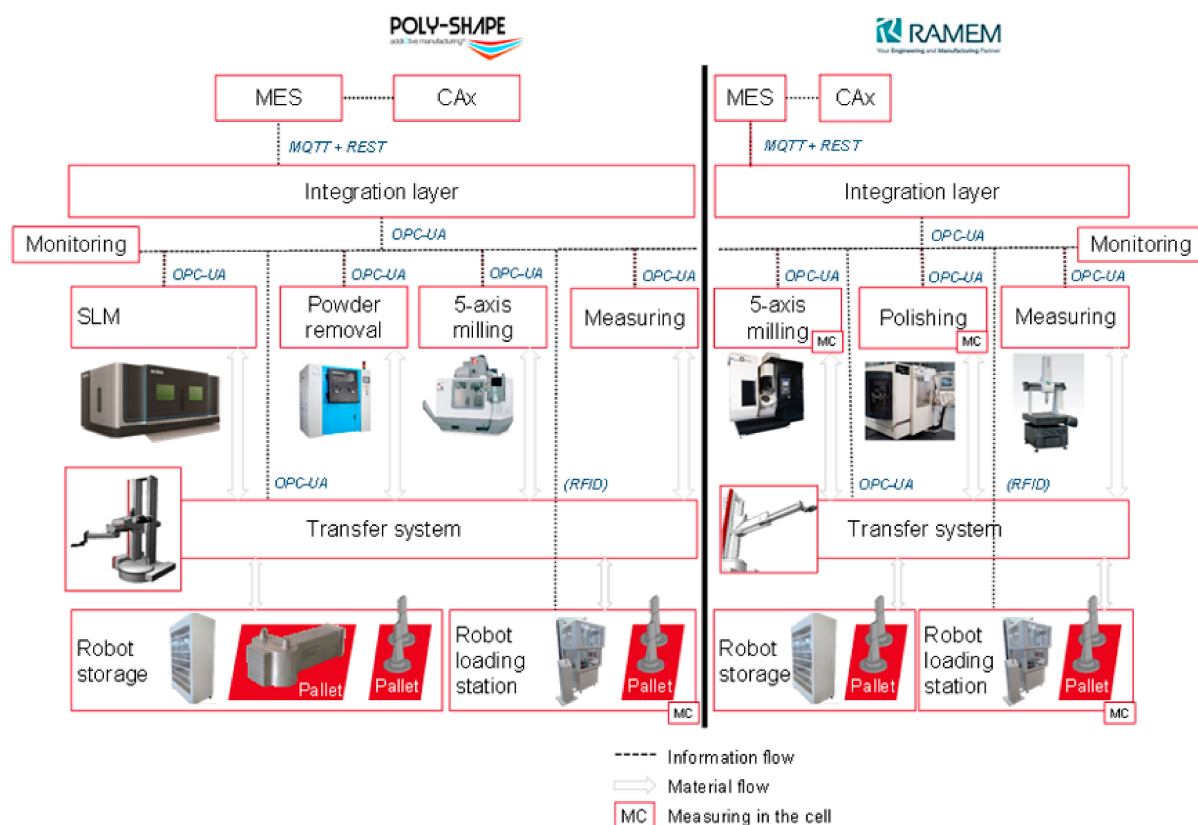 POLY-SHAPE
addictive manufacturing®
RAMEM
Your Engineering and Manufacturing Partner
MES
CAx
MQTT + REST
Integration layer
Monitoring
OPC-UA
OPC-UA
OPC-UA
OPC-UA
OPC-UA
SLM
Powder
removal
5-axis
milling
Measuring
OPC-UA
(RFID)
Transfer system
Robot
storage
Pallet
Pallet
Robot
loading
station
Pallet
MC
MES
CAx
MQTT + REST
Integration layer
OPC-UA
Monitoring
OPC-UA
OPC-UA
OPC-UA
5-axis
milling
MC
Polishing
MC
Measuring
OPC-UA
(RFID)
Transfer system
Robot
storage
Pallet
Robot
loading
station
Pallet
MC
Information flow
Material flow
MC Measuring in the cell